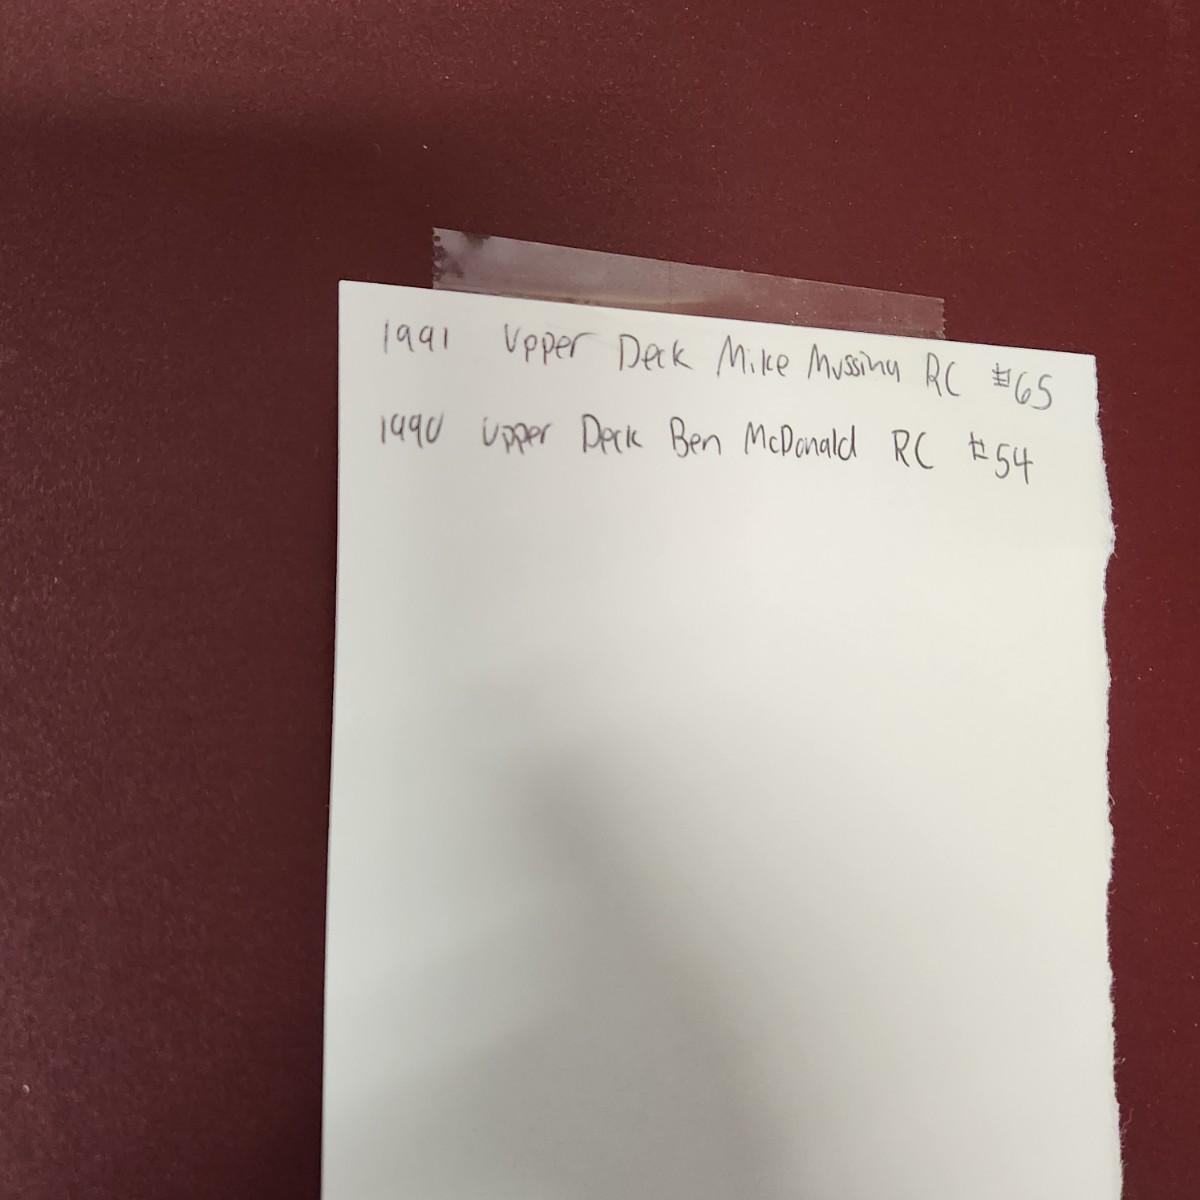 1991 Upper Deck Mike Mussina RC #65
1990 Upper Deck Ben McDonald RC #54